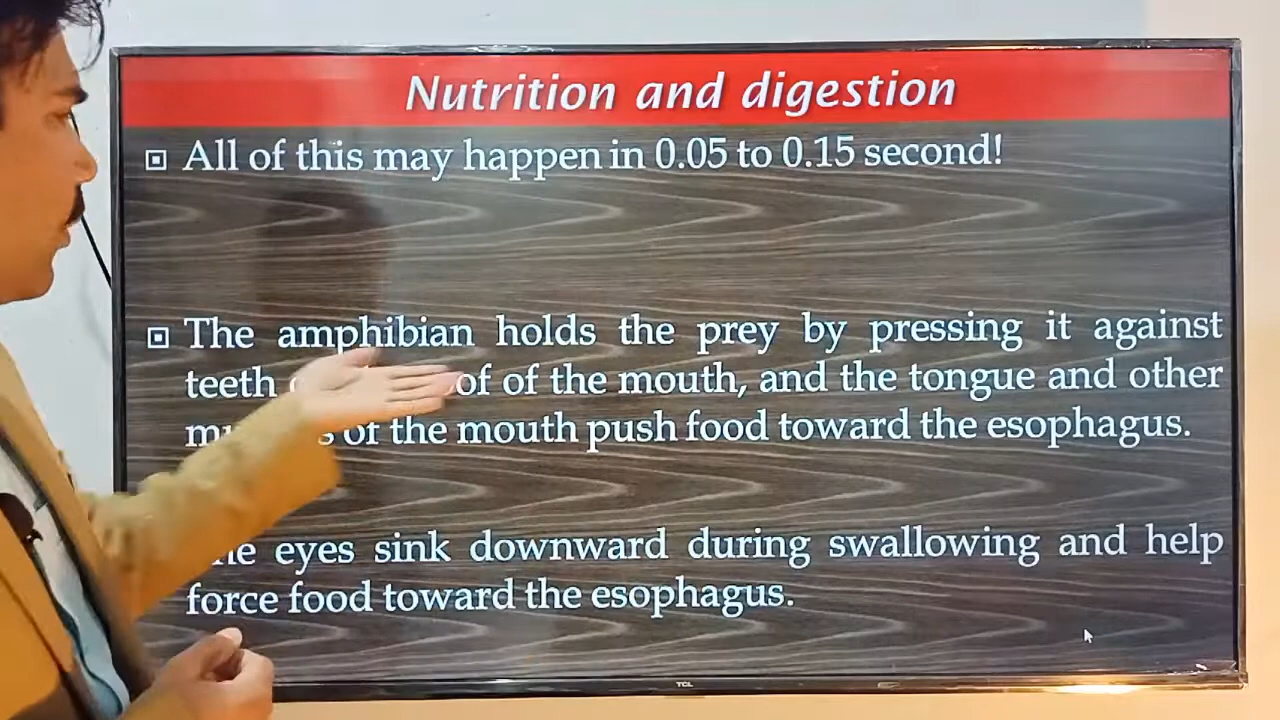 Nutrition and digestion
All of this may happen in 0.05 to 0.15 second!
The amphibian holds the prey by pressing it against
teeth of of the mouth, and the tongue and other
of the mouth push food toward the esophagus.
eyes sink downward during swallowing and help
force food toward the esophagus.
TCL